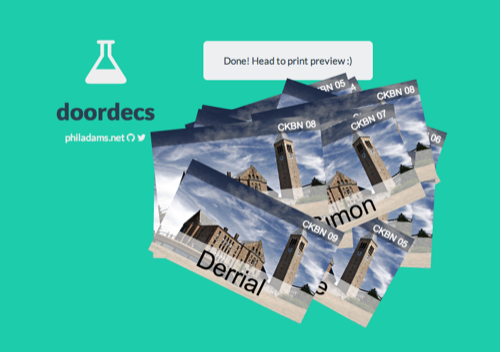 Done! Head to print preview :)
doordecs
philadams.net
CKBN 05
CKBN 08
CKBN 08
CKBN 07
06
CKBN 09
CKBN 05
Derrial